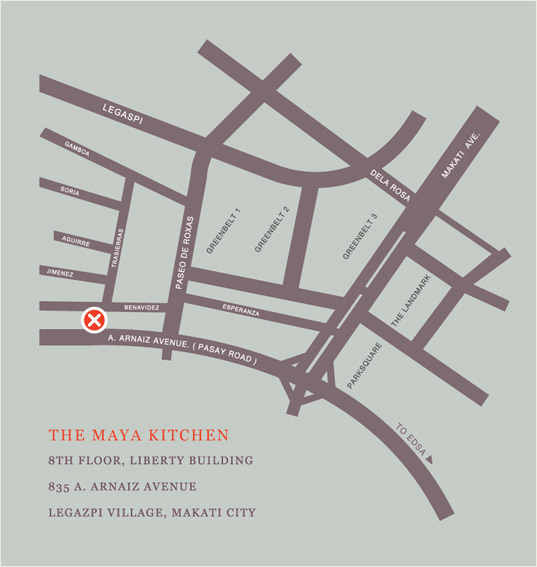 LEGASPI
GAMBOA
SORIA
AGUIRRE
JIMENEZ
TRASIERRAS
BENAVIDEZ
PASEO DE ROXAS
GREENBELT 1
GREENBELT 2
GREENBELT 3
DELA ROSA
MAKATI AVE.
ESPERANZA
THE LANDMARK
PARKSQUARE
A. ARNAIZ AVENUE. ( PASAY ROAD )
TO EDSA
THE MAYA KITCHEN
8TH FLOOR, LIBERTY BUILDING
835 A. ARNAIZ AVENUE
LEGAZPI VILLAGE, MAKATI CITY